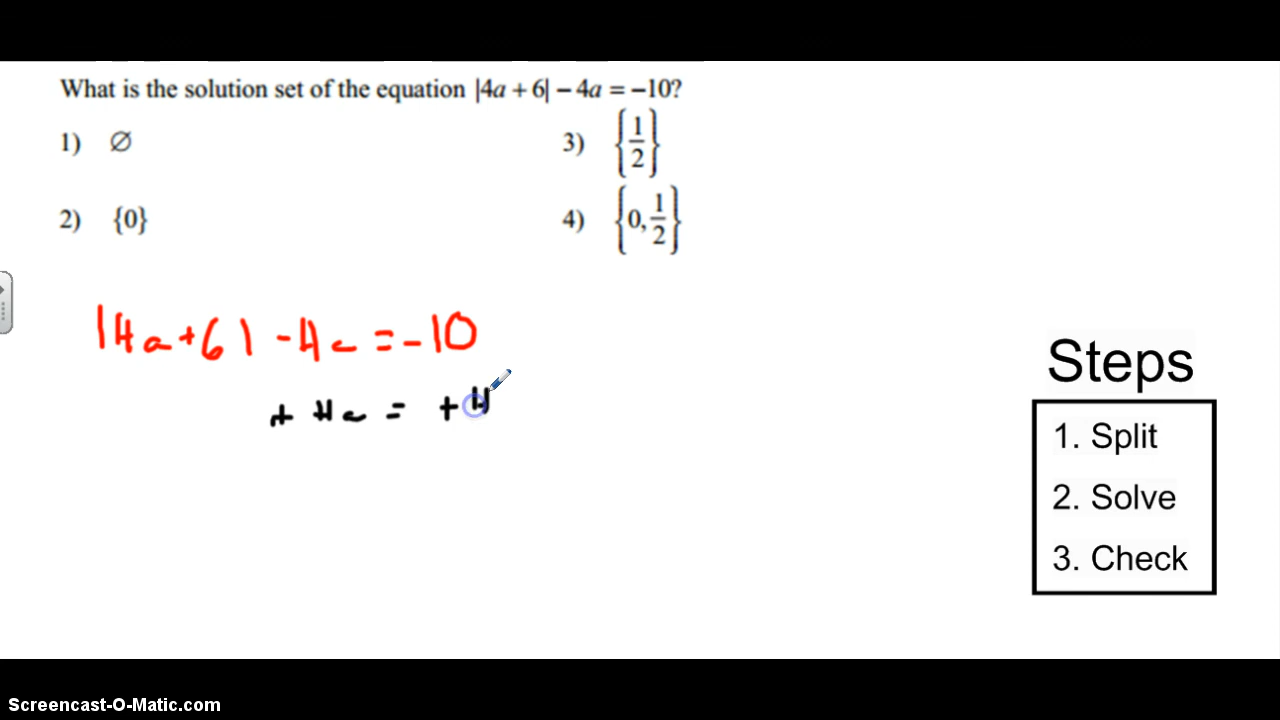 What is the solution set of the equation |4a + 6| – 4a = –10?
1) ∅
3) {1/2}
2) {0}
4) {0, 1/2}
|4a+6| -4a = -10
+ 4a = +4
Steps
1. Split
2. Solve
3. Check
Screencast-O-Matic.com